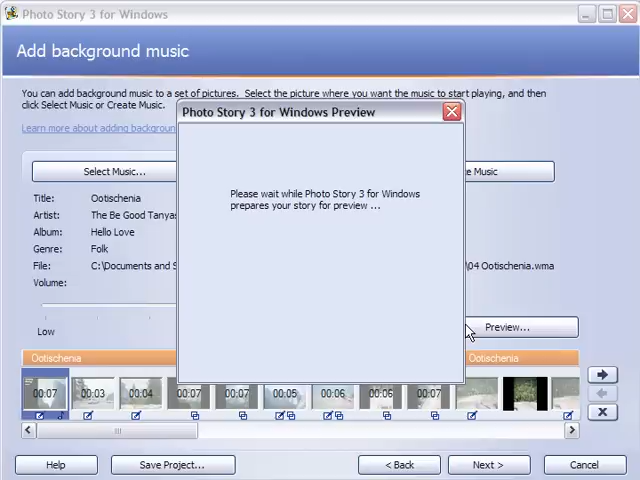 Photo Story 3 for Windows
Add background music
You can add background music to a set of pictures. Select the picture where you want the music to start playing, and then
click Select Music or Create Music.
Learn more about adding background
Photo Story 3 for Windows Preview
Please wait while Photo Story 3 for Windows
prepares your story for preview ...
Select Music...
e Music
Title: Ootischenia
Artist: The Be Good Tanyas
Album: Hello Love
Genre: Folk
File: C:\Documents and S \04 Ootischenia.wma
Volume:
Low
Preview...
Ootischenia Ootischenia
00:07 00:03 00:04 00:07 00:07 00:05 00:06 00:06 00:07
Help Save Project... < Back Next > Cancel